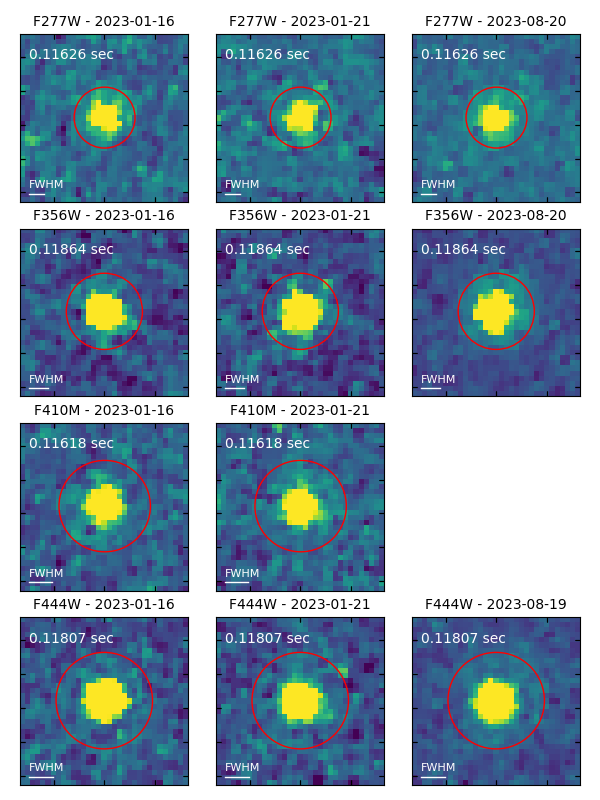 F277W - 2023-01-16
F277W - 2023-01-21
F277W - 2023-08-20
0.11626 sec
0.11626 sec
0.11626 sec
FWHM
FWHM
FWHM
F356W - 2023-01-16
F356W - 2023-01-21
F356W - 2023-08-20
0.11864 sec
0.11864 sec
0.11864 sec
FWHM
FWHM
FWHM
F410M - 2023-01-16
F410M - 2023-01-21
0.11618 sec
0.11618 sec
FWHM
FWHM
F444W - 2023-01-16
F444W - 2023-01-21
F444W - 2023-08-19
0.11807 sec
0.11807 sec
0.11807 sec
FWHM
FWHM
FWHM